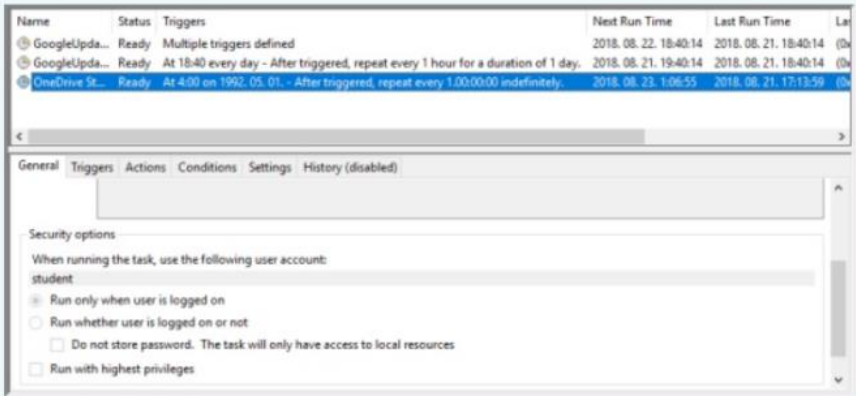 Name Status Triggers Next Run Time Last Run Time Las
GoogleUpda... Ready Multiple triggers defined 2018. 08. 22. 18:40:14 2018. 08. 21. 18:40:14 (0x
GoogleUpda... Ready At 18:40 every day - After triggered, repeat every 1 hour for a duration of 1 day. 2018. 08. 21. 19:40:14 2018. 08. 21. 18:40:14 (0x
OneDrive St... Ready At 4:00 on 1992. 05. 01. - After triggered, repeat every 1.00:00:00 indefinitely. 2018. 08. 23. 1:06:55 2018. 08. 21. 17:13:59 (0x
General Triggers Actions Conditions Settings History (disabled)
Security options
When running the task, use the following user account:
student
Run only when user is logged on
Run whether user is logged on or not
Do not store password. The task will only have access to local resources
Run with highest privileges